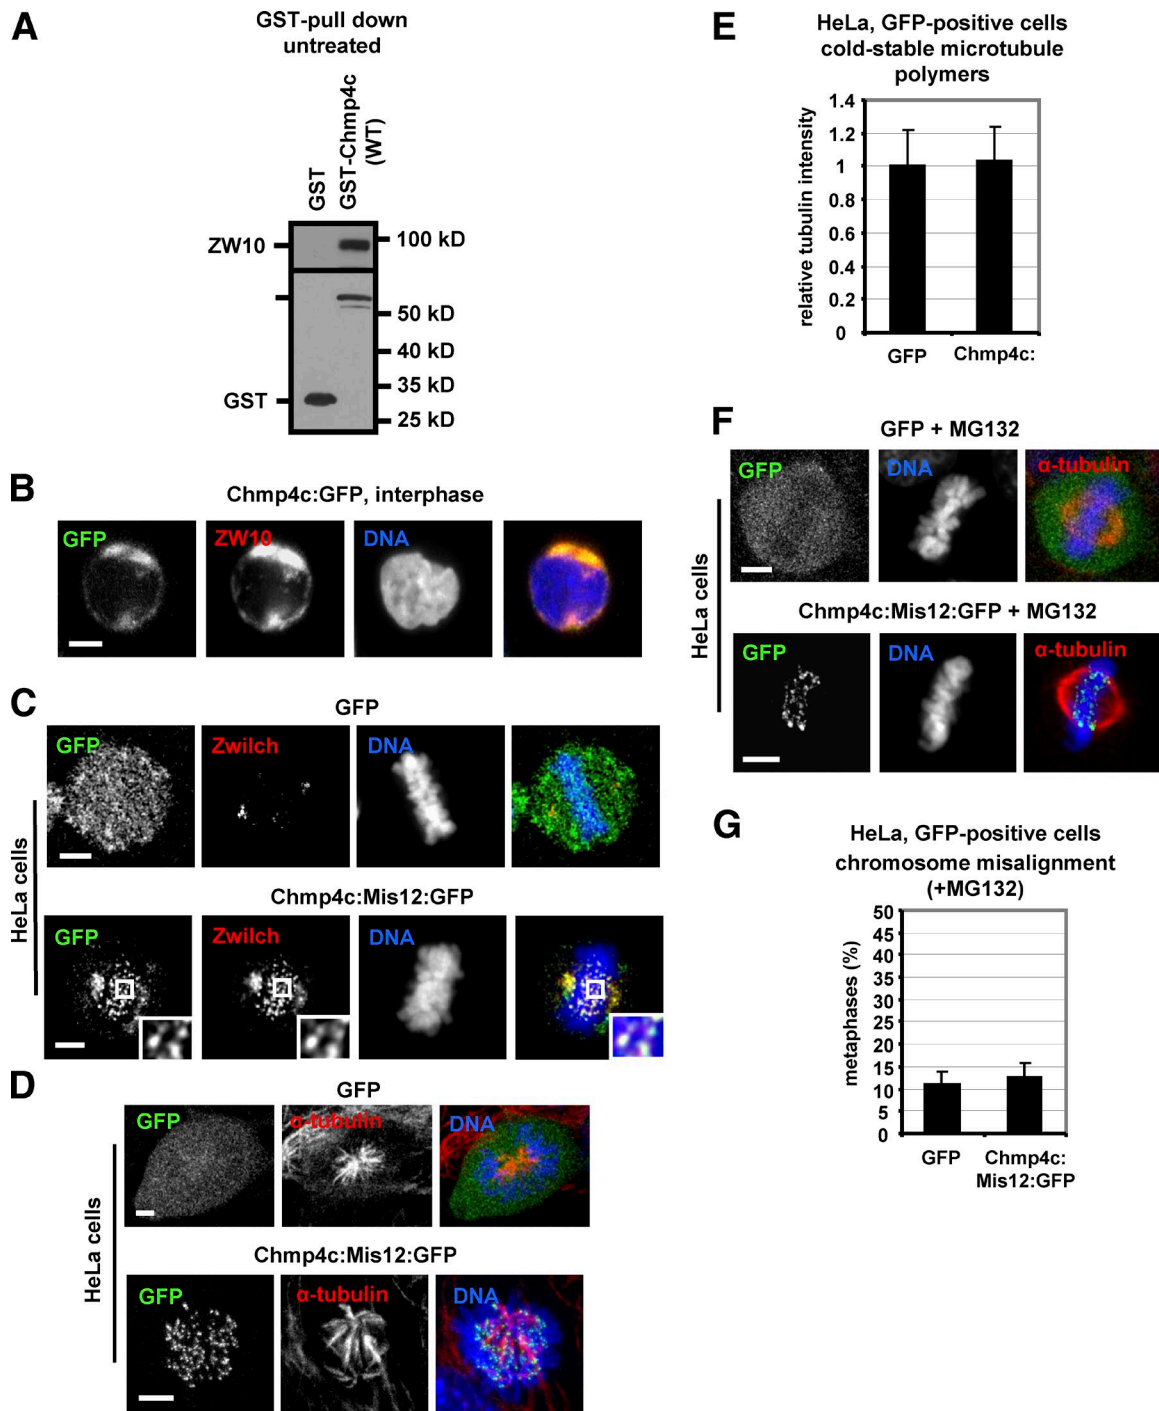 A
GST-pull down
untreated
GST
GST-Chmp4c
(WT)
ZW10
100 kD
50 kD
40 kD
35 kD
GST
25 kD
B
Chmp4c:GFP, interphase
GFP
ZW10
DNA
C
GFP
GFP
Zwilch
DNA
HeLa cells
Chmp4c:Mis12:GFP
GFP
Zwilch
DNA
D
GFP
GFP
α-tubulin
DNA
HeLa cells
Chmp4c:Mis12:GFP
GFP
α-tubulin
DNA
E
HeLa, GFP-positive cells
cold-stable microtubule
polymers
relative tubulin intensity
1.4
1.2
1
0.8
0.6
0.4
0.2
0
GFP
Chmp4c:
F
GFP + MG132
GFP
DNA
α-tubulin
HeLa cells
Chmp4c:Mis12:GFP + MG132
GFP
DNA
α-tubulin
G
HeLa, GFP-positive cells
chromosome misalignment
(+MG132)
metaphases (%)
50
45
40
35
30
25
20
15
10
5
0
GFP
Chmp4c:
Mis12:GFP